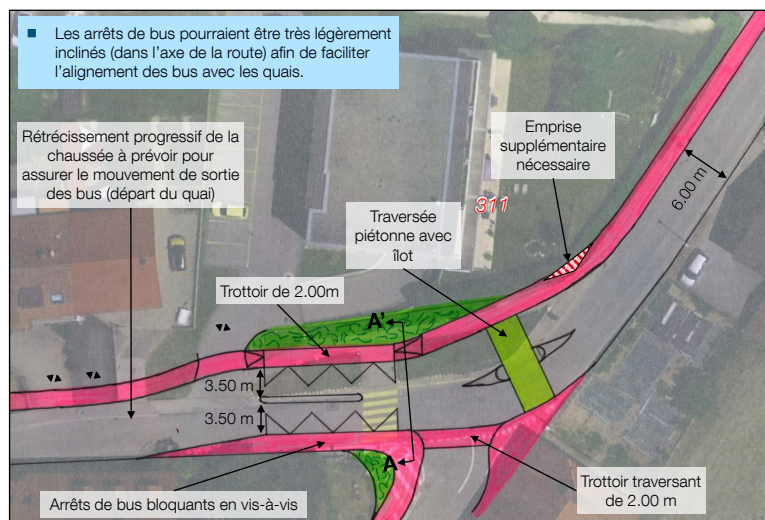 Les arrêts de bus pourraient être très légèrement
inclinés (dans l'axe de la route) afin de faciliter
l'alignement des bus avec les quais.
Rétrécissement progressif de la
chaussée à prévoir pour
assurer le mouvement de sortie
des bus (départ du quai)
Emprise
supplémentaire
nécessaire
6.00 m
311
Traversée
piétonne avec
îlot
Trottoir de 2.00m
A'
3.50 m
3.50 m
A
Arrêts de bus bloquants en vis-à-vis
Trottoir traversant
de 2.00 m